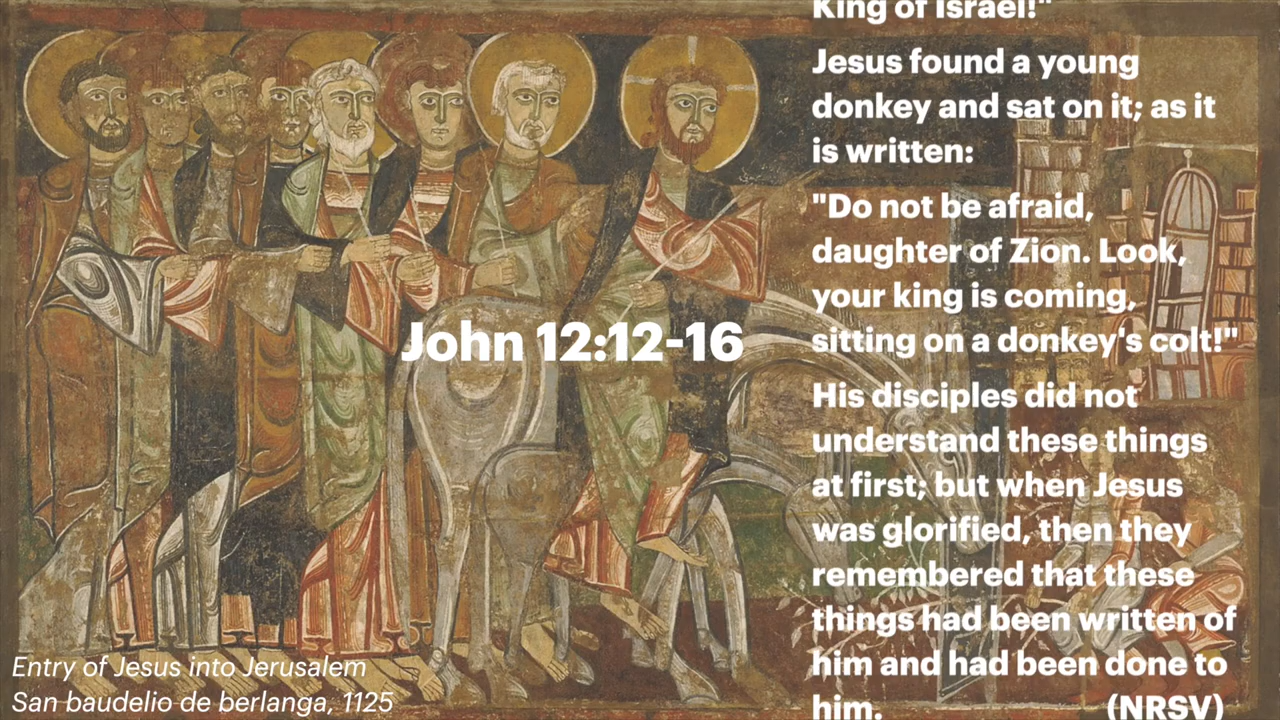 King of Israel!"
Jesus found a young
donkey and sat on it; as it
is written:
"Do not be afraid,
daughter of Zion. Look,
your king is coming,
sitting on a donkey's colt!"
His disciples did not
understand these things
at first; but when Jesus
was glorified, then they
remembered that these
things had been written of
him and had been done to
him. (NRSV)
John 12:12-16
Entry of Jesus into Jerusalem
San baudelio de berlanga, 1125